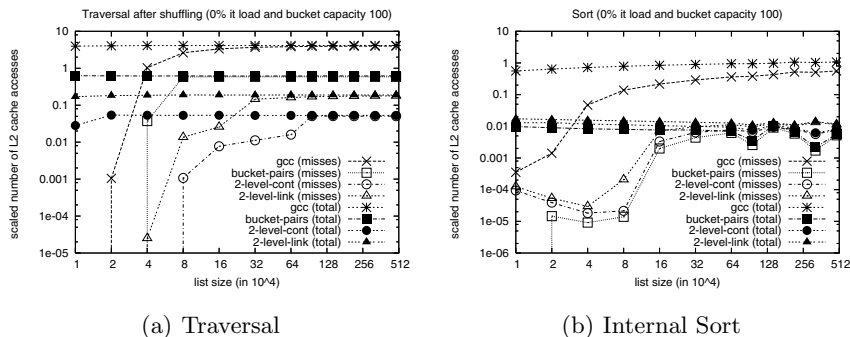 Traversal after shuffling (0% it load and bucket capacity 100)
scaled number of L2 cache accesses
10
1
0.1
0.01
0.001
1e-04
1e-05
gcc (misses)
bucket-pairs (misses)
2-level-cont (misses)
2-level-link (misses)
gcc (total)
bucket-pairs (total)
2-level-cont (total)
2-level-link (total)
1 2 4 8 16 32 64 128 256 512
list size (in 10^4)
(a) Traversal
Sort (0% it load and bucket capacity 100)
scaled number of L2 cache accesses
10
1
0.1
0.01
0.001
1e-04
1e-05
1e-06
gcc (misses)
bucket-pairs (misses)
2-level-cont (misses)
2-level-link (misses)
gcc (total)
bucket-pairs (total)
2-level-cont (total)
2-level-link (total)
1 2 4 8 16 32 64 128 256 512
list size (in 10^4)
(b) Internal Sort